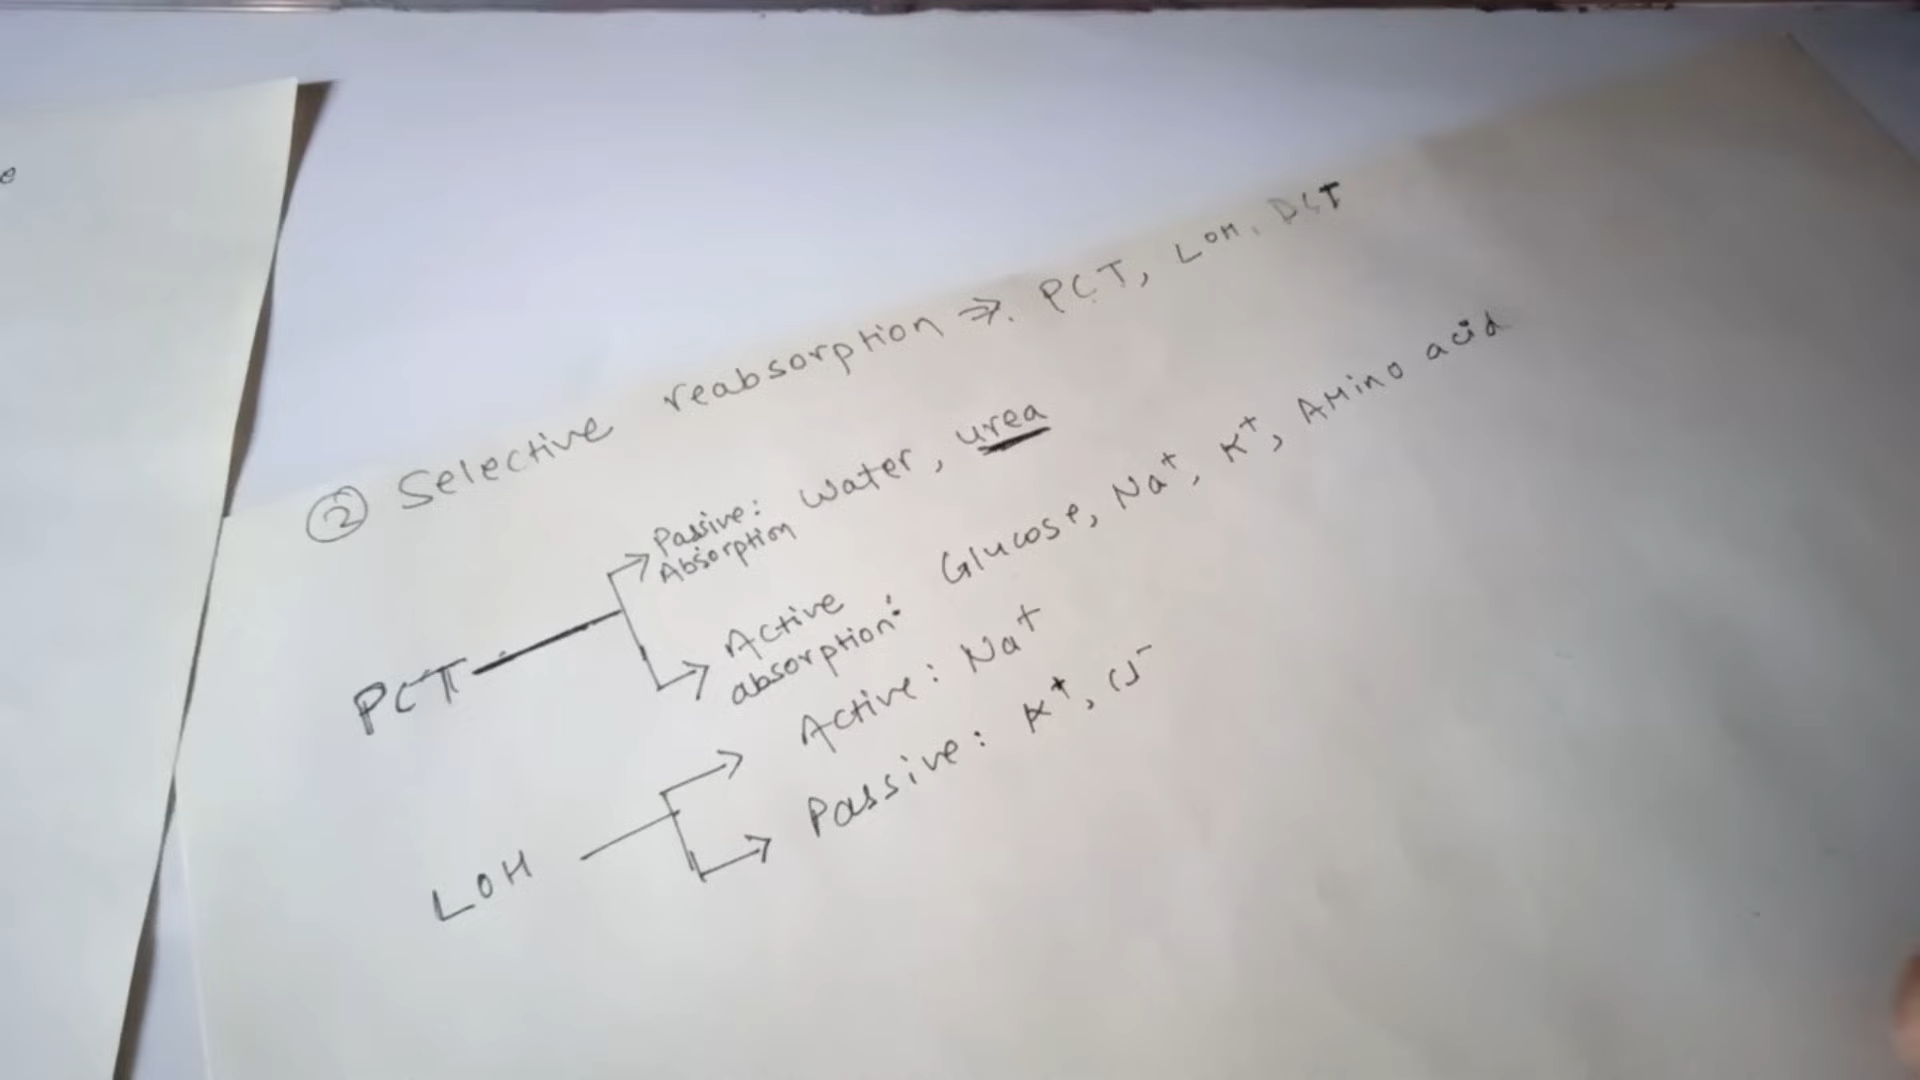 ② Selective reabsorption ⇒. PCT, LOH, DCT
PCT
Passive: Water, urea
Absorption
Active
absorption: Glucose, Na⁺, K⁺, Amino acid
LOH
Active: Na⁺
Passive: K⁺, Cl⁻